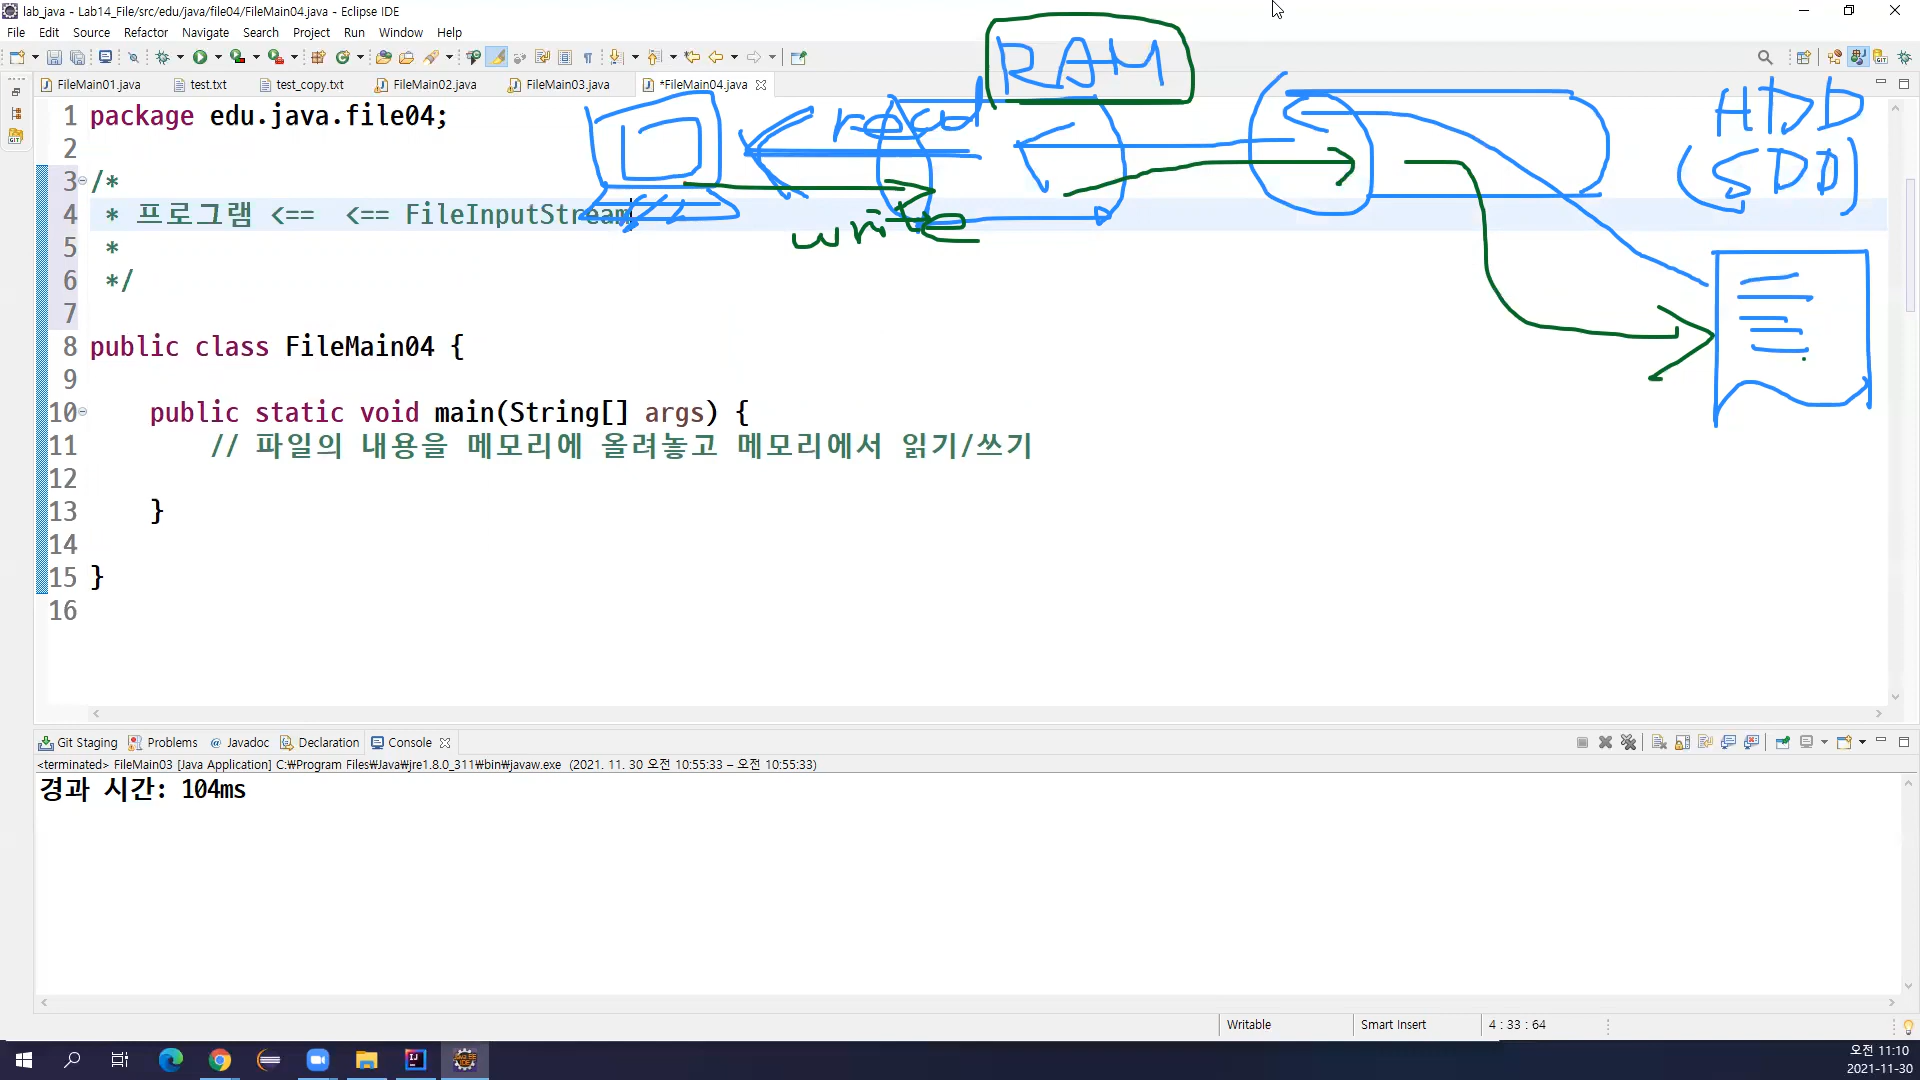 lab_java - Lab14_File/src/edu/java/file04/FileMain04.java - Eclipse IDE
File Edit Source Refactor Navigate Search Project Run Window Help
FileMain01.java test.txt test_copy.txt FileMain02.java FileMain03.java *FileMain04.java
RAM
HDD
(SDD)
read
write
1 package edu.java.file04;
2
3 /*
4 * 프로그램 <== <== FileInputStream
5 *
6 */
7
8 public class FileMain04 {
9
10 public static void main(String[] args) {
11 // 파일의 내용을 메모리에 올려놓고 메모리에서 읽기/쓰기
12
13 }
14
15 }
16
Git Staging Problems @ Javadoc Declaration Console
<terminated> FileMain03 [Java Application] C:₩Program Files₩Java₩jre1.8.0_311₩bin₩javaw.exe (2021. 11. 30 오전 10:55:33 – 오전 10:55:33)
경과 시간: 104ms
Writable Smart Insert 4 : 33 : 64
오전 11:10
2021-11-30